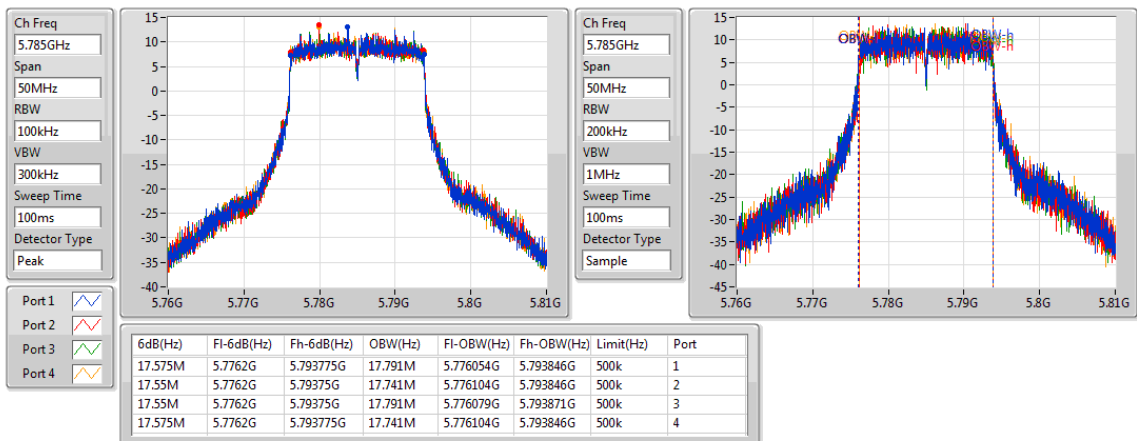 Ch Freq
5.785GHz
Span
50MHz
RBW
100kHz
VBW
300kHz
Sweep Time
100ms
Detector Type
Peak
15
10
5
0
-5
-10
-15
-20
-25
-30
-35
-40
5.76G 5.77G 5.78G 5.79G 5.8G 5.81G
Ch Freq
5.785GHz
Span
50MHz
RBW
200kHz
VBW
1MHz
Sweep Time
100ms
Detector Type
Sample
15
10
5
0
-5
-10
-15
-20
-25
-30
-35
-40
-45
OBW-h
OBW-h
5.76G 5.77G 5.78G 5.79G 5.8G 5.81G
Port 1
Port 2
Port 3
Port 4
6dB(Hz) Fl-6dB(Hz) Fh-6dB(Hz) OBW(Hz) Fl-OBW(Hz) Fh-OBW(Hz) Limit(Hz) Port
17.575M 5.7762G 5.793775G 17.791M 5.776054G 5.793846G 500k 1
17.55M 5.7762G 5.79375G 17.741M 5.776104G 5.793846G 500k 2
17.55M 5.7762G 5.79375G 17.791M 5.776079G 5.793871G 500k 3
17.575M 5.7762G 5.793775G 17.741M 5.776104G 5.793846G 500k 4